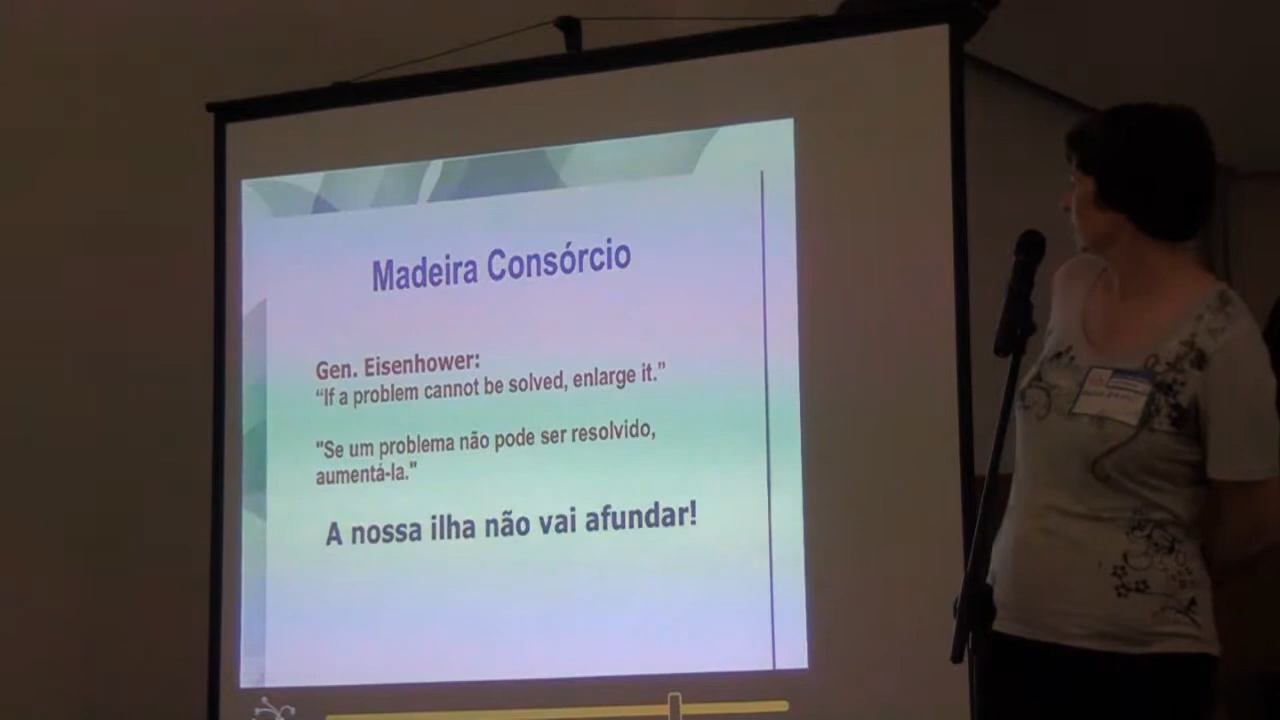 Madeira Consórcio
Gen. Eisenhower:
“If a problem cannot be solved, enlarge it.”
"Se um problema não pode ser resolvido,
aumentá-la."
A nossa ilha não vai afundar!